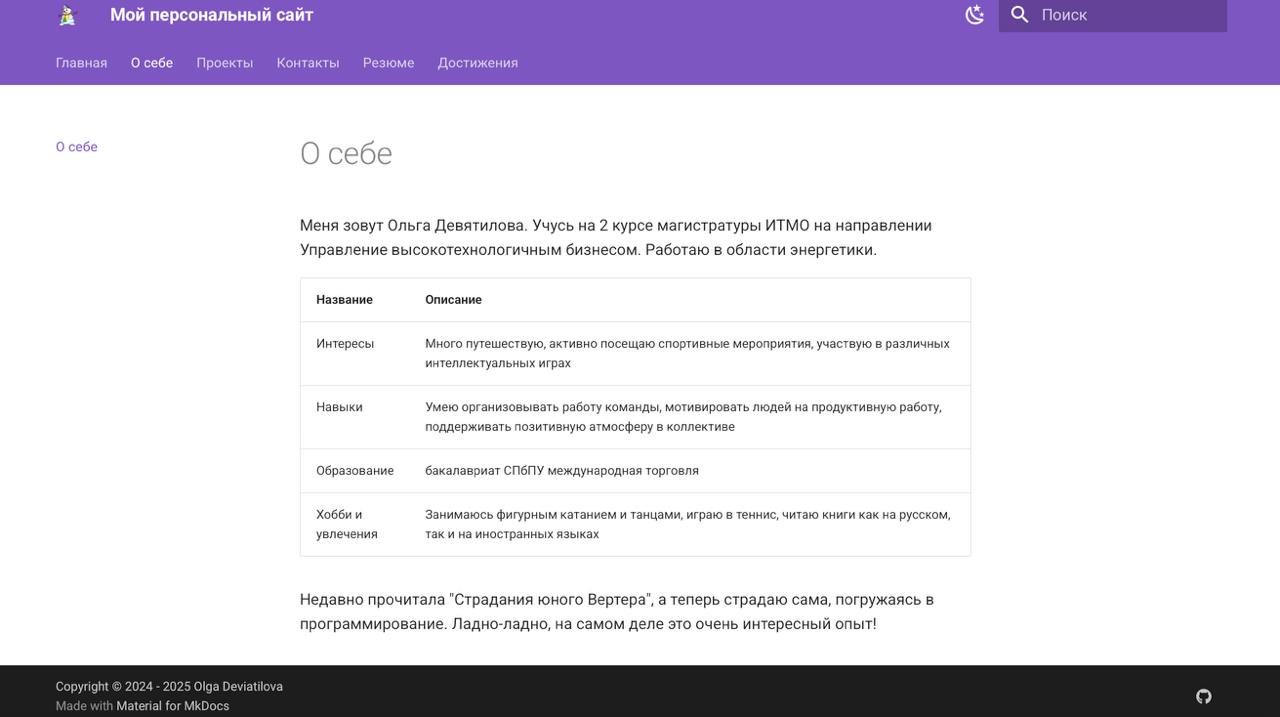 Мой персональный сайт
Поиск
Главная О себе Проекты Контакты Резюме Достижения
О себе
О себе
Меня зовут Ольга Девятилова. Учусь на 2 курсе магистратуры ИТМО на направлении
Управление высокотехнологичным бизнесом. Работаю в области энергетики.
Название Описание
Интересы Много путешествую, активно посещаю спортивные мероприятия, участвую в различных
интеллектуальных играх
Навыки Умею организовывать работу команды, мотивировать людей на продуктивную работу,
поддерживать позитивную атмосферу в коллективе
Образование бакалавриат СПбПУ международная торговля
Хобби и Занимаюсь фигурным катанием и танцами, играю в теннис, читаю книги как на русском,
увлечения так и на иностранных языках
Недавно прочитала "Страдания юного Вертера", а теперь страдаю сама, погружаясь в
программирование. Ладно-ладно, на самом деле это очень интересный опыт!
Copyright © 2024 - 2025 Olga Deviatilova
Made with Material for MkDocs